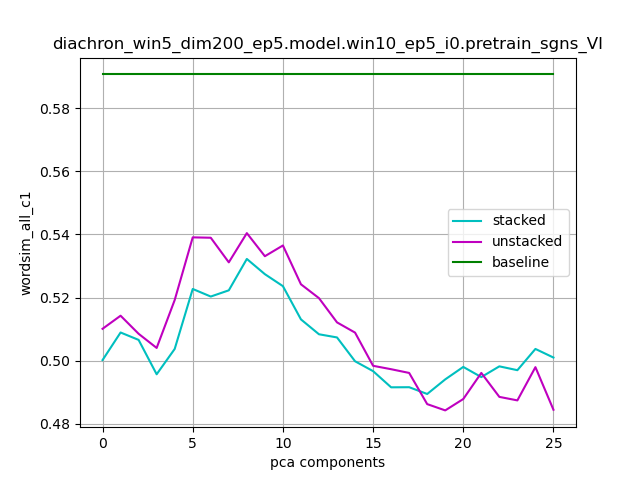 diachron_win5_dim200_ep5.model.win10_ep5_i0.pretrain_sgns_VI
0.58
0.56
0.54
0.52
0.50
0.48
wordsim_all_c1
stacked
unstacked
baseline
0 5 10 15 20 25
pca components